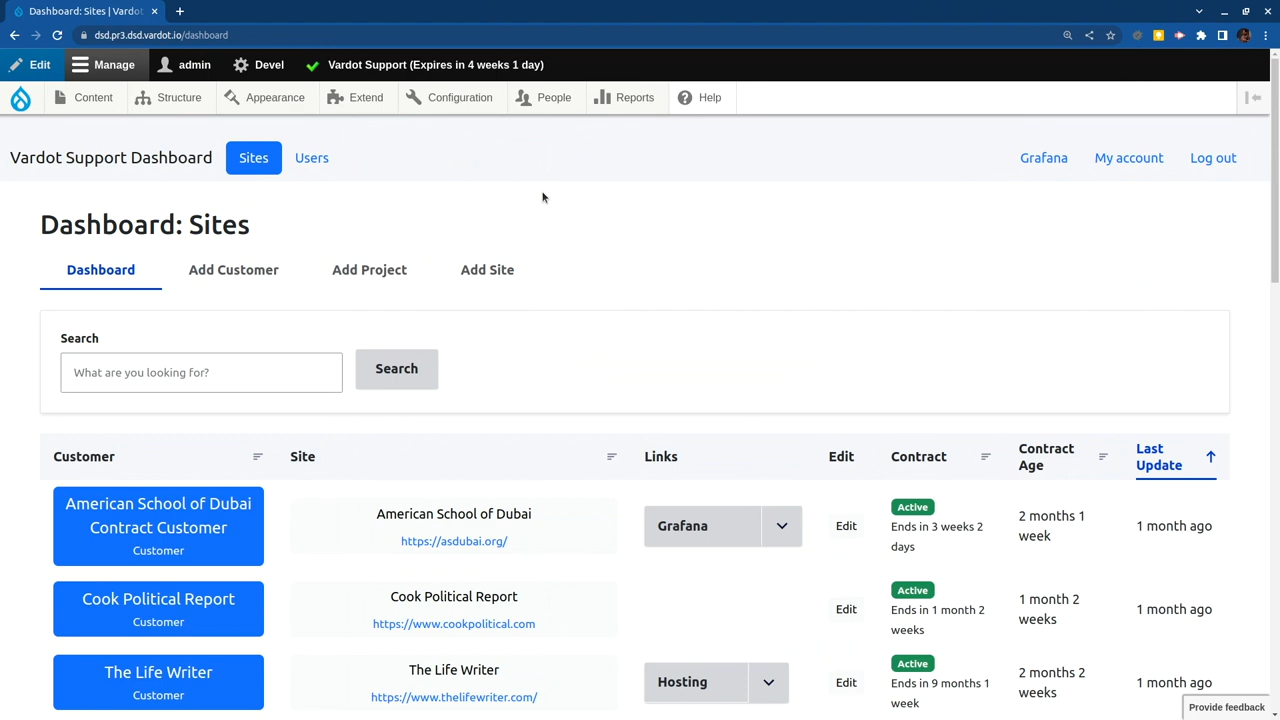 Dashboard: Sites | Vardot
dsd.pr3.dsd.vardot.io/dashboard
Edit Manage admin Devel Vardot Support (Expires in 4 weeks 1 day)
Content Structure Appearance Extend Configuration People Reports Help
Vardot Support Dashboard Sites Users Grafana My account Log out
Dashboard: Sites
Dashboard Add Customer Add Project Add Site
Search
What are you looking for? Search
Customer Site Links Edit Contract Contract Age Last Update
American School of Dubai Contract Customer
Customer
American School of Dubai
https://asdubai.org/
Grafana
Edit
Active
Ends in 3 weeks 2
days
2 months 1
week
1 month ago
Cook Political Report
Customer
Cook Political Report
https://www.cookpolitical.com
Edit
Active
Ends in 1 month 2
weeks
1 month 2
weeks
1 month ago
The Life Writer
Customer
The Life Writer
https://www.thelifewriter.com/
Hosting
Edit
Active
Ends in 9 months 1
week
2 months 2
weeks
1 month ago
Provide feedback